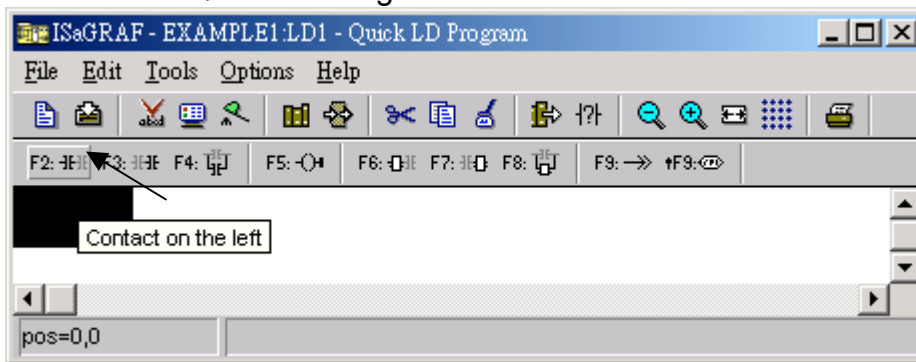 ISaGRAF - EXAMPLE1:LD1 - Quick LD Program
File Edit Tools Options Help
F2: F3: F4: F5: F6: F7: F8: F9: ↑F9:
Contact on the left
pos=0,0